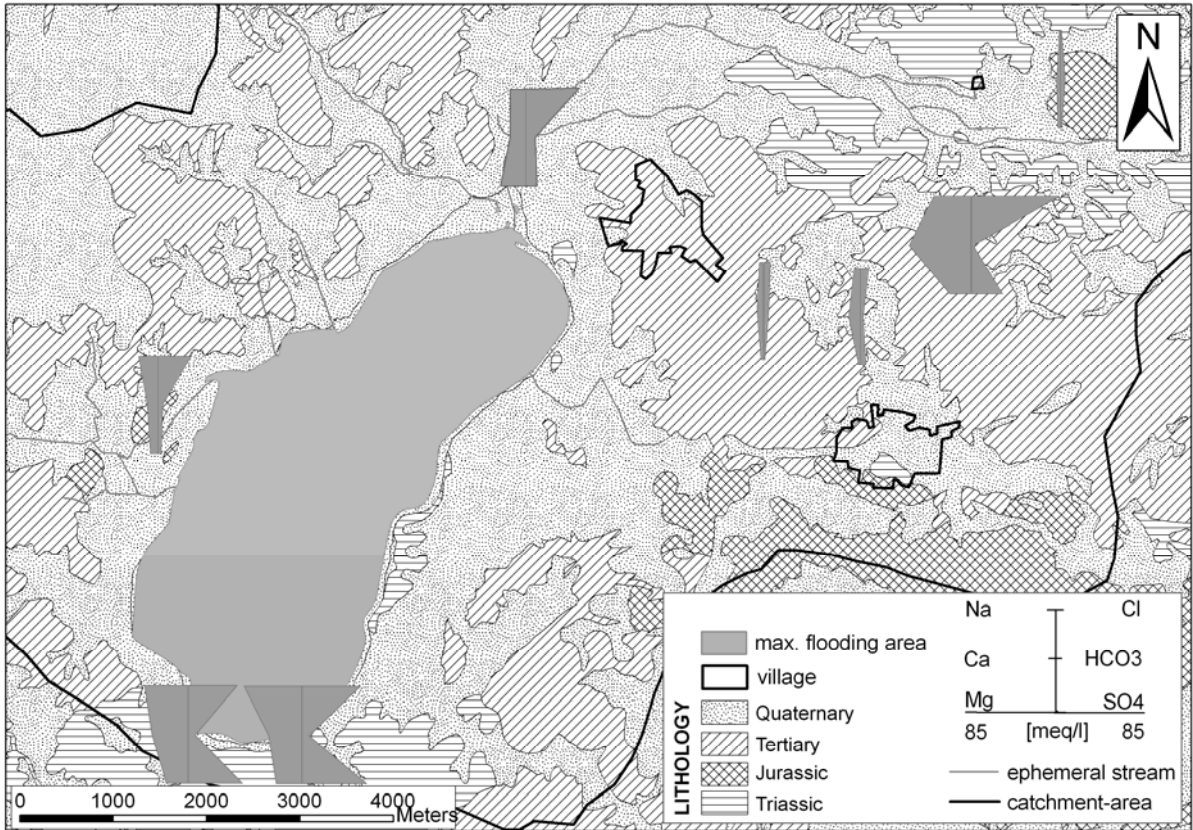 N
max. flooding area
village
LITHOLOGY
Quaternary
Tertiary
Jurassic
Triassic
Na Cl
Ca HCO3
Mg SO4
85 [meq/l] 85
ephemeral stream
catchment-area
0 1000 2000 3000 4000
Meters